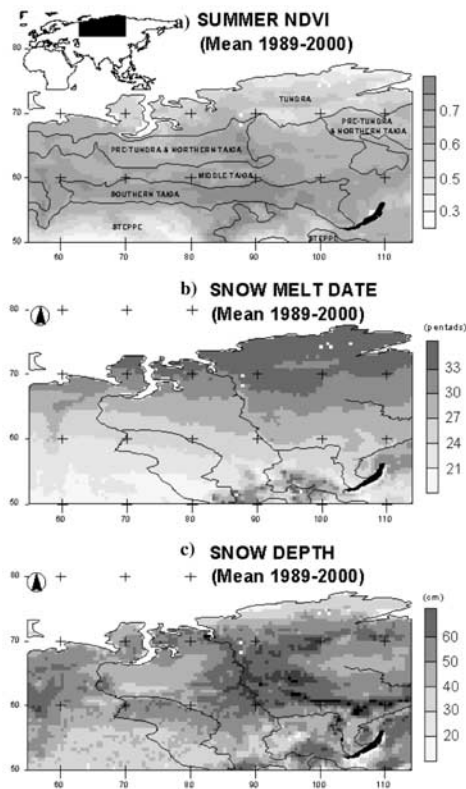 a) SUMMER NDVI
(Mean 1989-2000)
80
TUNDRA
PRE-TUNDRA
& NORTHERN TAIGA
70
PRE-TUNDRA & NORTHERN TAIGA
MIDDLE TAIGA
60
SOUTHERN TAIGA
STEPPE
STEPPE
50
60 70 80 90 100 110
0.7
0.6
0.5
0.4
0.3
b) SNOW MELT DATE
(Mean 1989-2000)
(pentads)
80
70
60
50
60 70 80 90 100 110
33
30
27
24
21
c) SNOW DEPTH
(Mean 1989-2000)
(cm)
80
70
60
50
60 70 80 90 100 110
60
50
40
30
20